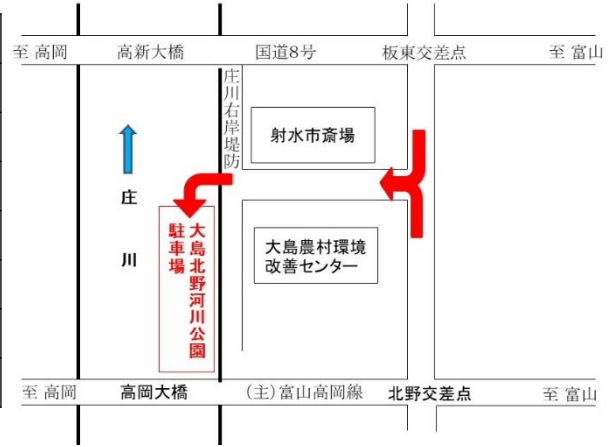 至 高岡
高新大橋
国道8号
板東交差点
至 富山
庄川右岸堤防
射水市斎場
庄
川
大島北野河川公園
駐車場
大島農村環境
改善センター
至 高岡
高岡大橋
(主)富山高岡線
北野交差点
至 富山